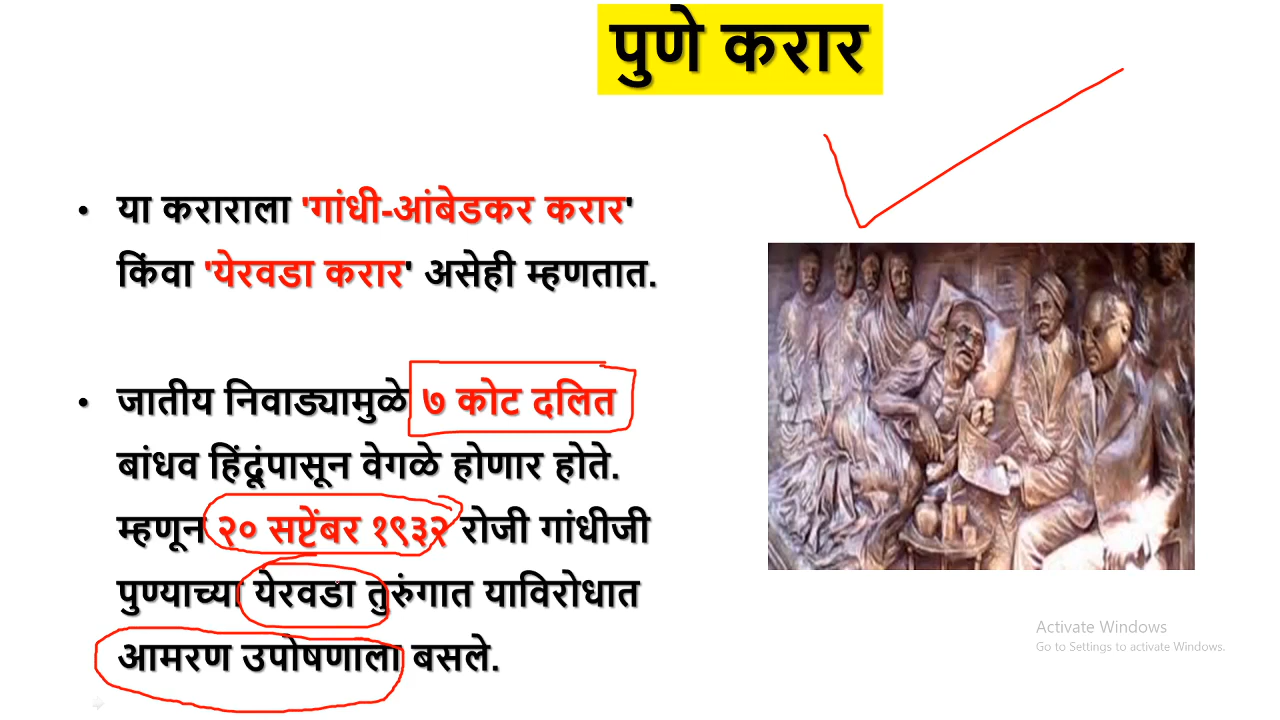 पुणे करार
• या कराराला 'गांधी-आंबेडकर करार'
किंवा 'येरवडा करार' असेही म्हणतात.
• जातीय निवाड्यामुळे ७ कोट दलित
बांधव हिंदूंपासून वेगळे होणार होते.
म्हणून २० सप्टेंबर १९३२ रोजी गांधीजी
पुण्याच्या येरवडा तुरुंगात याविरोधात
आमरण उपोषणाला बसले.
Activate Windows
Go to Settings to activate Windows.